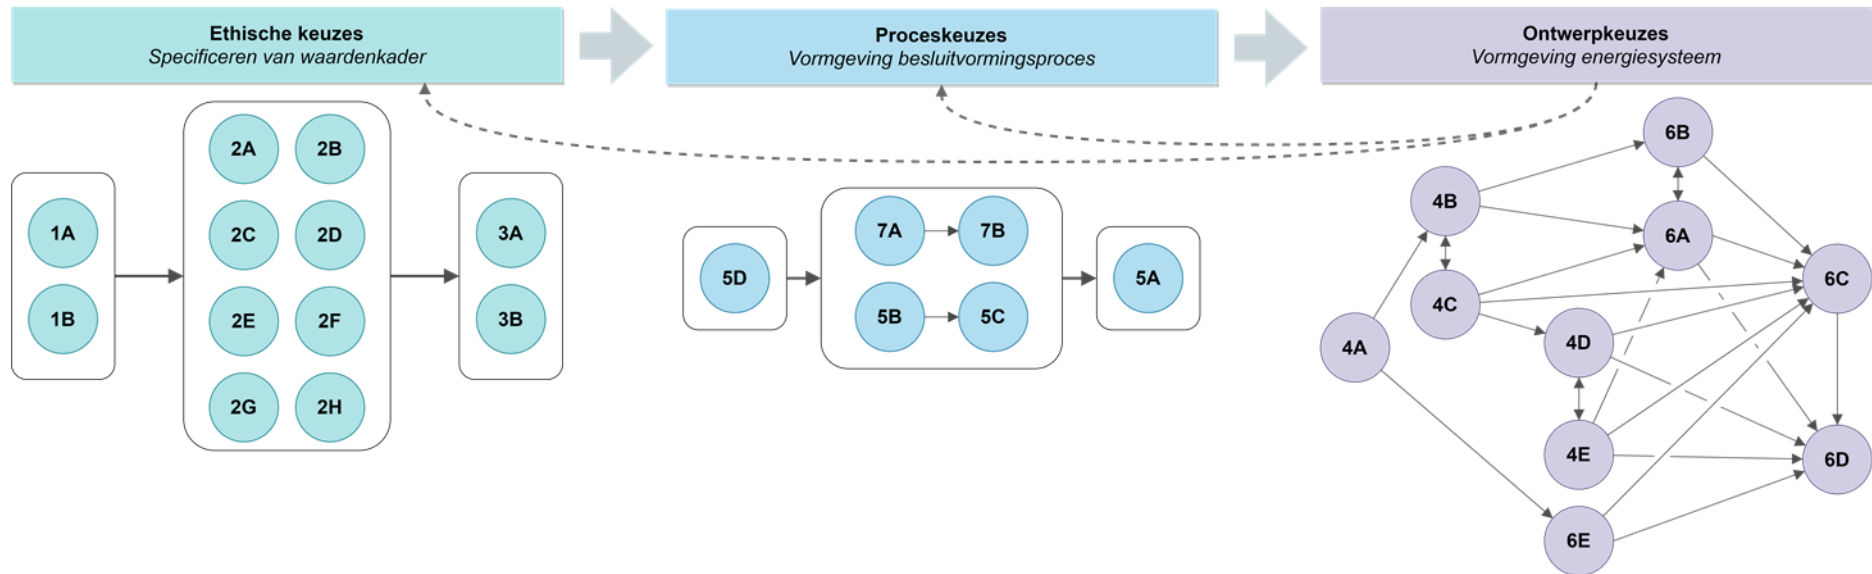 Ethische keuzes
Specificeren van waardenkader
Proceskeuzes
Vormgeving besluitvormingsproces
Ontwerpkeuzes
Vormgeving energiesysteem
1A
1B
2A 2B
2C 2D
2E 2F
2G 2H
3A
3B
5D
7A 7B
5B 5C
5A
6B
4B
6A
4C
6C
4A
4D
4E
6D
6E